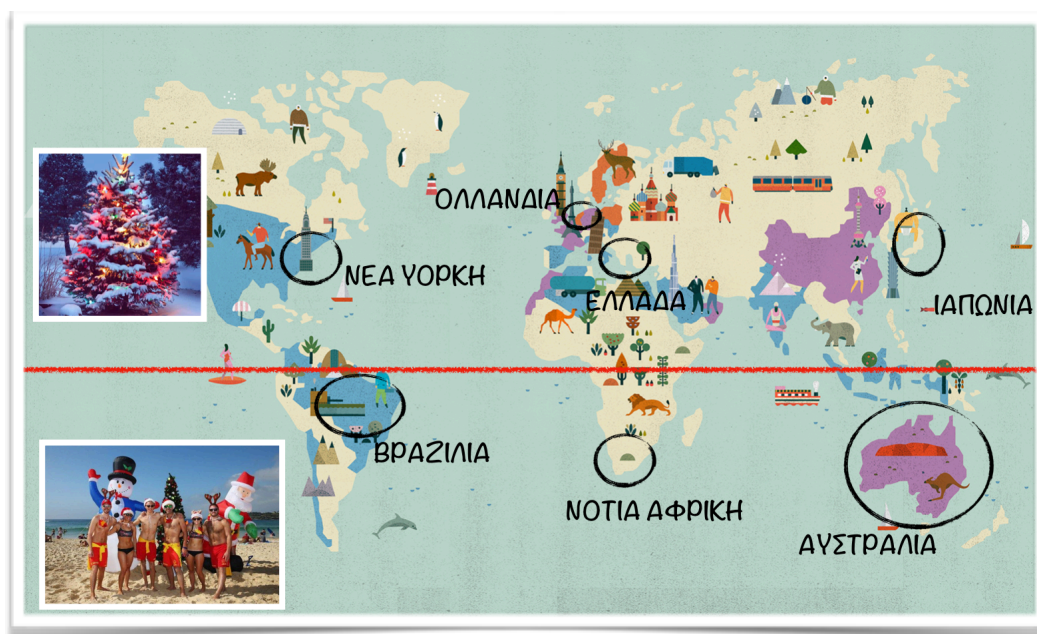 ΟΛΛΑΝΔΙΑ
ΝΕΑ ΥΟΡΚΗ
ΕΛΛΑΔΑ
ΙΑΠΩΝΙΑ
ΒΡΑΖΙΛΙΑ
ΝΟΤΙΑ ΑΦΡΙΚΗ
ΑΥΣΤΡΑΛΙΑ